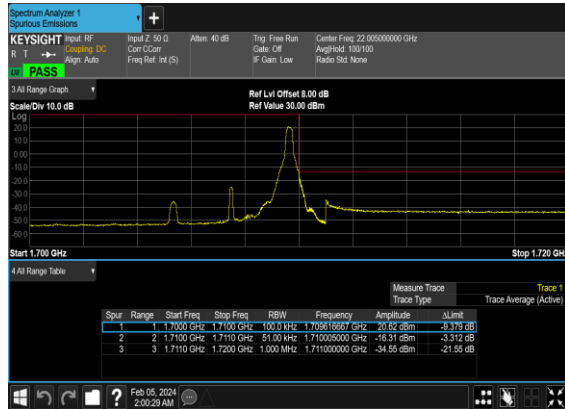 Spectrum Analyzer 1
Spurious Emissions
+
KEYSIGHT Input: RF Input Z: 50 Ω Atten: 40 dB Trig: Free Run Center Freq: 22.005000000 GHz
R T Coupling: DC Corr CCorr Gate: Off Avg|Hold: 100/100
Align: Auto Freq Ref: Int (S) IF Gain: Low Radio Std: None
PASS
3 All Range Graph
Ref Lvl Offset 8.00 dB
Scale/Div 10.0 dB Ref Value 30.00 dBm
Log
20.0
10.0
0.00
-10.0
-20.0
-30.0
-40.0
-50.0
-60.0
Start 1.700 GHz Stop 1.720 GHz
4 All Range Table
Measure Trace Trace 1
Trace Type Trace Average (Active)
Spur Range Start Freq Stop Freq RBW Frequency Amplitude ΔLimit
1 1 1.7000 GHz 1.7100 GHz 100.0 kHz 1.709616667 GHz 20.62 dBm -9.379 dB
2 2 1.7100 GHz 1.7110 GHz 51.00 kHz 1.710005000 GHz -16.31 dBm -3.312 dB
3 3 1.7110 GHz 1.7200 GHz 1.000 MHz 1.711000000 GHz -34.55 dBm -21.55 dB
? Feb 05, 2024
2:00:29 AM